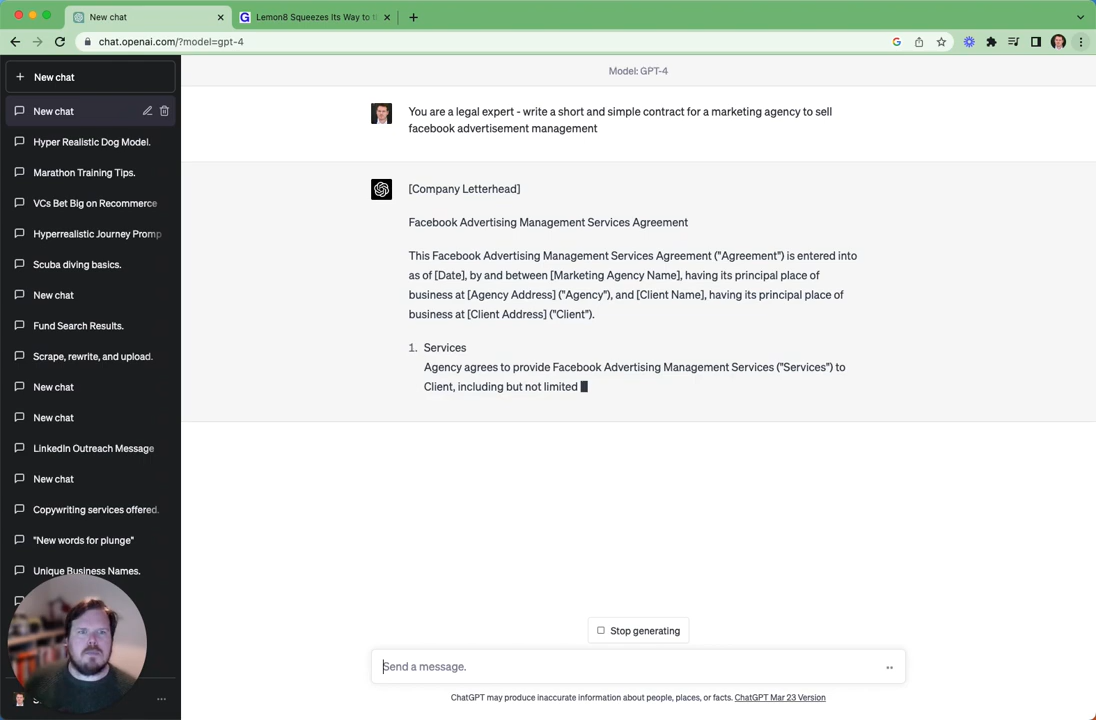 New chat
Lemon8 Squeezes Its Way to t
chat.openai.com/?model=gpt-4
New chat
New chat
Hyper Realistic Dog Model.
Marathon Training Tips.
VCs Bet Big on Recommerce
Hyperrealistic Journey Promp
Scuba diving basics.
New chat
Fund Search Results.
Scrape, rewrite, and upload.
New chat
New chat
LinkedIn Outreach Message
New chat
Copywriting services offered.
"New words for plunge"
Unique Business Names.
Model: GPT-4
You are a legal expert - write a short and simple contract for a marketing agency to sell
facebook advertisement management
[Company Letterhead]
Facebook Advertising Management Services Agreement
This Facebook Advertising Management Services Agreement ("Agreement") is entered into
as of [Date], by and between [Marketing Agency Name], having its principal place of
business at [Agency Address] ("Agency"), and [Client Name], having its principal place of
business at [Client Address] ("Client").
1. Services
Agency agrees to provide Facebook Advertising Management Services ("Services") to
Client, including but not limited
Stop generating
Send a message.
ChatGPT may produce inaccurate information about people, places, or facts. ChatGPT Mar 23 Version